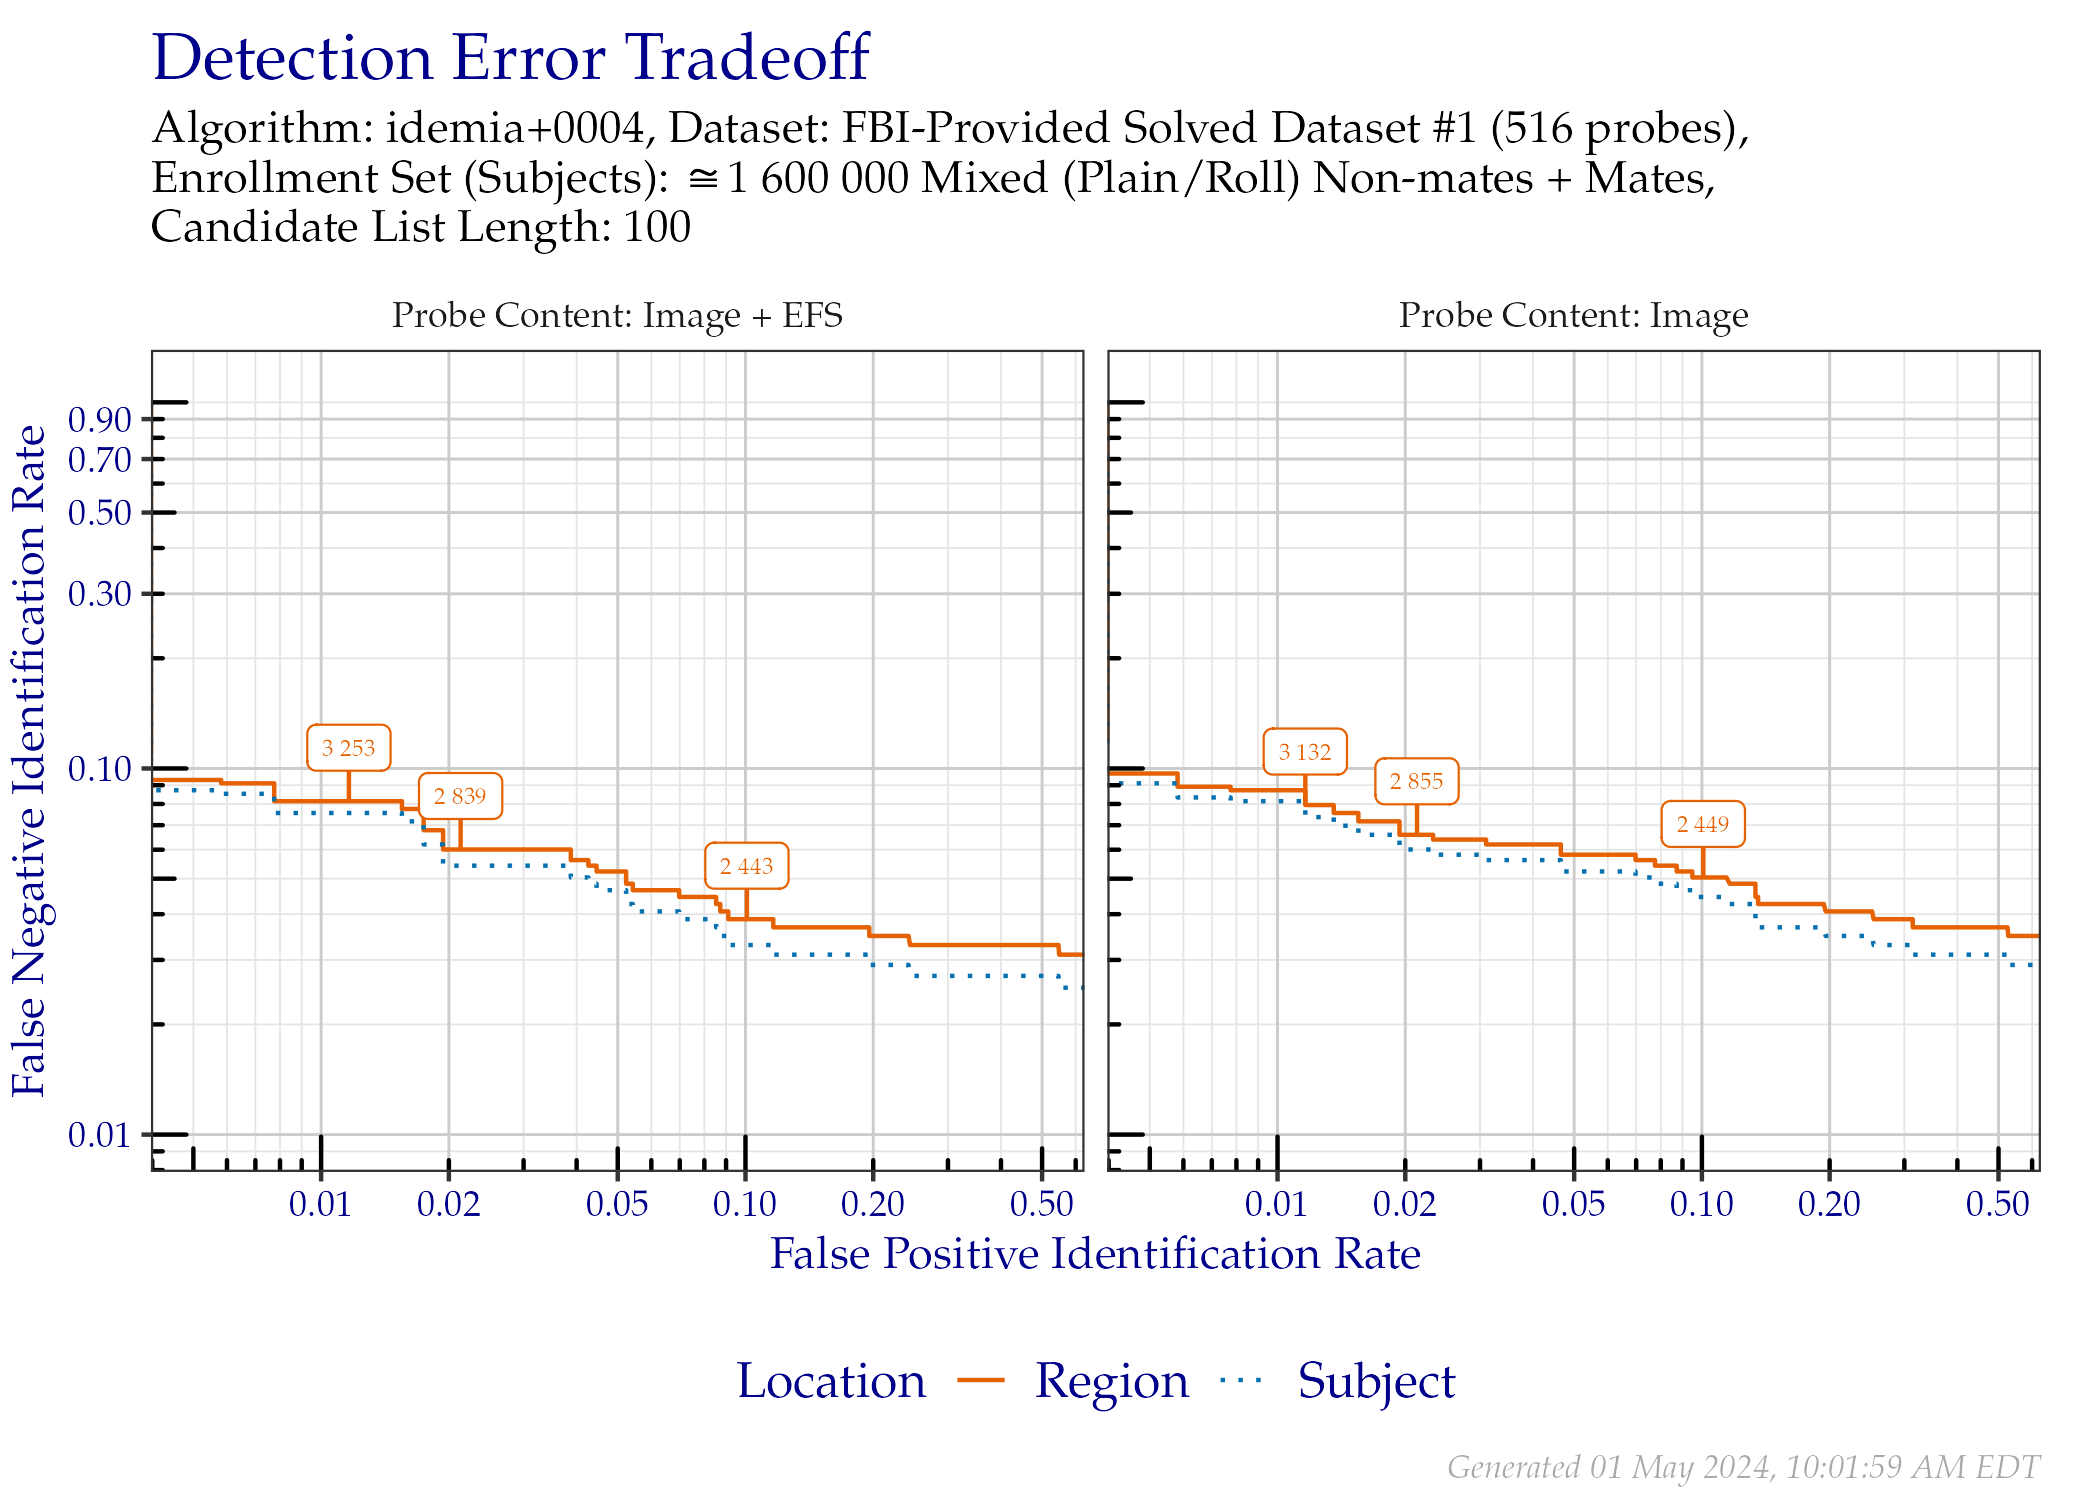 Detection Error Tradeoff
Algorithm: idemia+0004, Dataset: FBI-Provided Solved Dataset #1 (516 probes),
Enrollment Set (Subjects): ≅1 600 000 Mixed (Plain/Roll) Non-mates + Mates,
Candidate List Length: 100
Probe Content: Image + EFS
Probe Content: Image
False Negative Identification Rate
0.90
0.70
0.50
0.30
0.10
0.01
3 253
2 839
2 443
3 132
2 855
2 449
0.01 0.02 0.05 0.10 0.20 0.50
0.01 0.02 0.05 0.10 0.20 0.50
False Positive Identification Rate
Location Region Subject
Generated 01 May 2024, 10:01:59 AM EDT